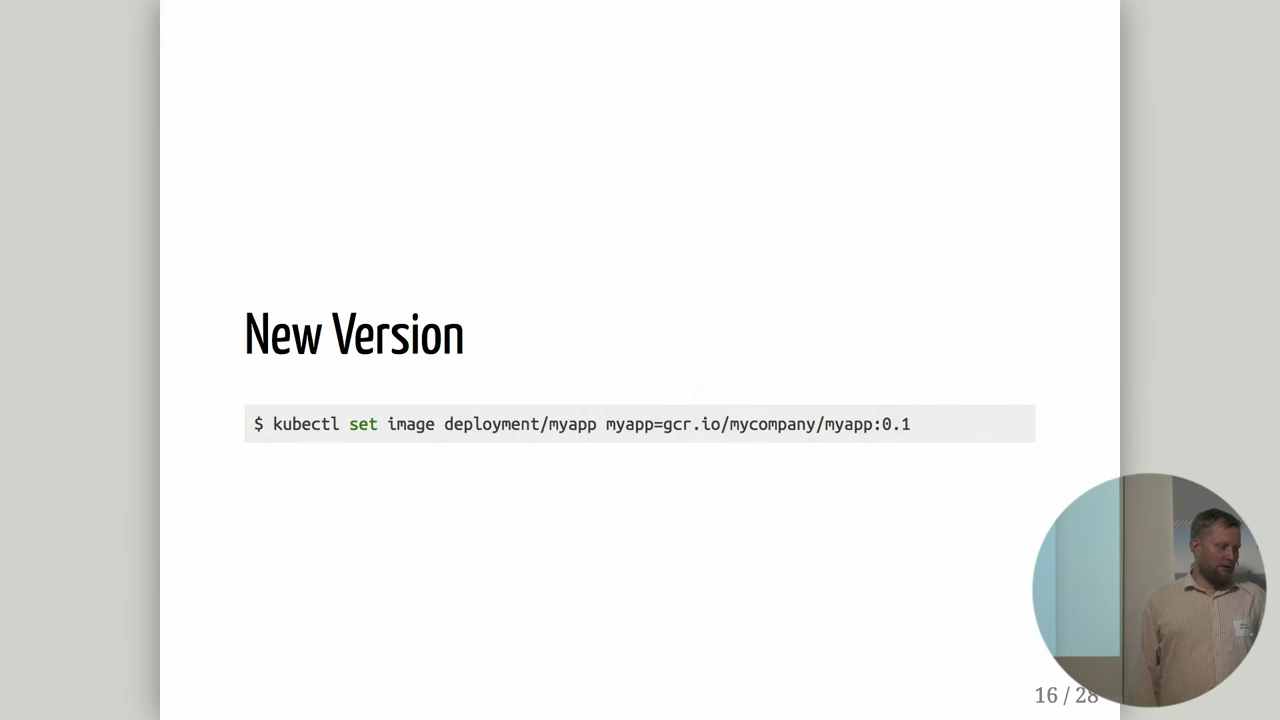 New Version
$ kubectl set image deployment/myapp myapp=gcr.io/mycompany/myapp:0.1
16 / 28